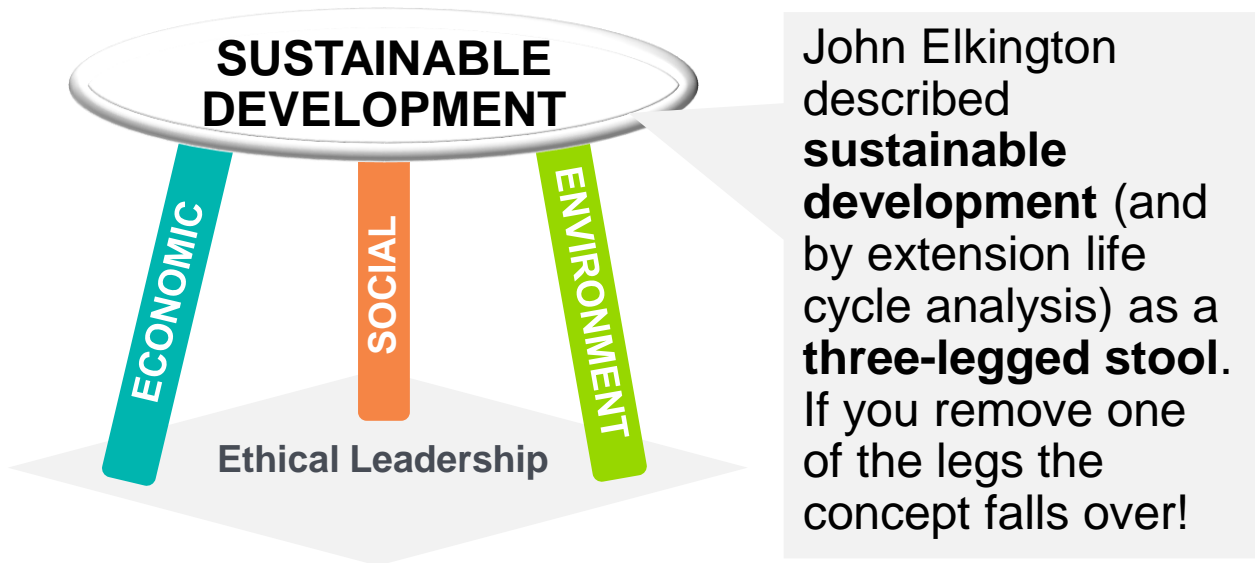 SUSTAINABLE
DEVELOPMENT
ECONOMIC
SOCIAL
ENVIRONMENT
Ethical Leadership
John Elkington
described
sustainable
development (and
by extension life
cycle analysis) as a
three-legged stool.
If you remove one
of the legs the
concept falls over!